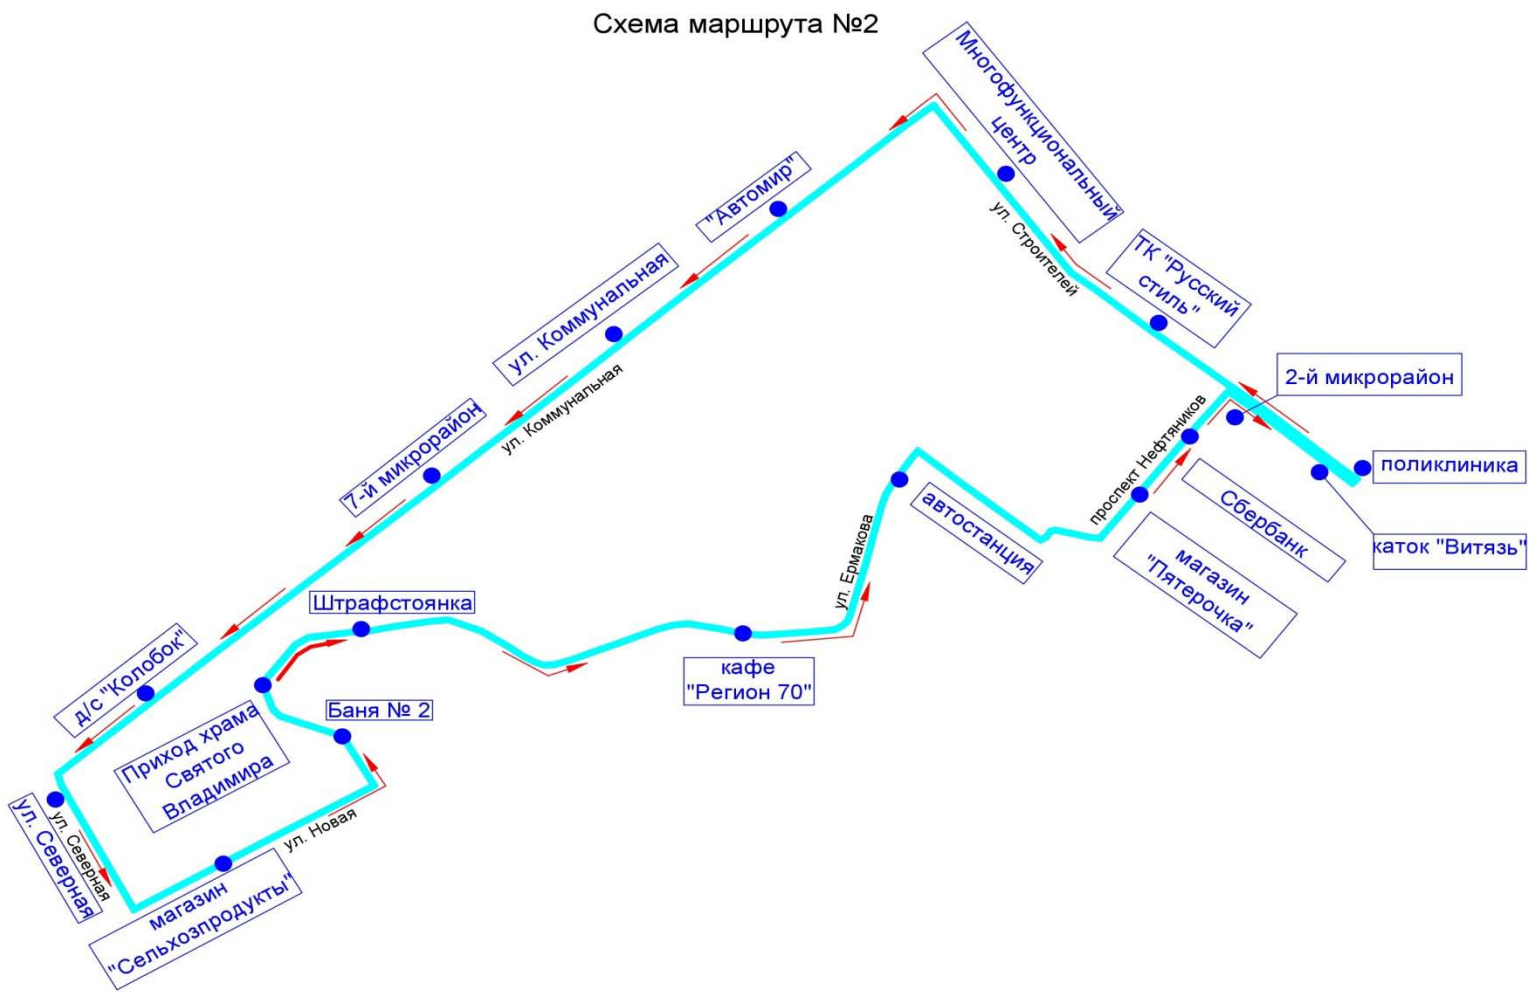 Схема маршрута №2
Многофункциональный
центр
"Автомир"
ул. Строителей
ТК "Русский
стиль"
ул. Коммунальная
ул. Коммунальная
2-й микрорайон
7-й микрорайон
проспект Нефтяников
поликлиника
Сбербанк
каток "Витязь"
автостанция
магазин
"Пятерочка"
ул. Ермакова
Штрафстоянка
кафе
"Регион 70"
д/с "Колобок"
Баня № 2
Приход храма
Святого
Владимира
ул. Северная
ул. Северная
ул. Новая
магазин
"Сельхозпродукты"